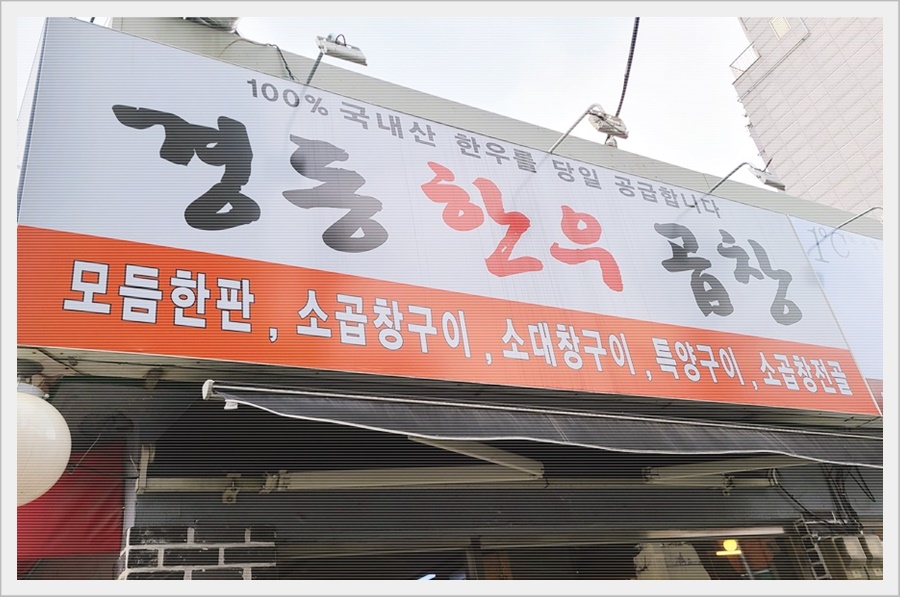 100% 국내산 한우를 당일 공급합니다
경동 한우 곱창
모듬한판, 소곱창구이, 소대창구이, 특양구이, 소곱창전골